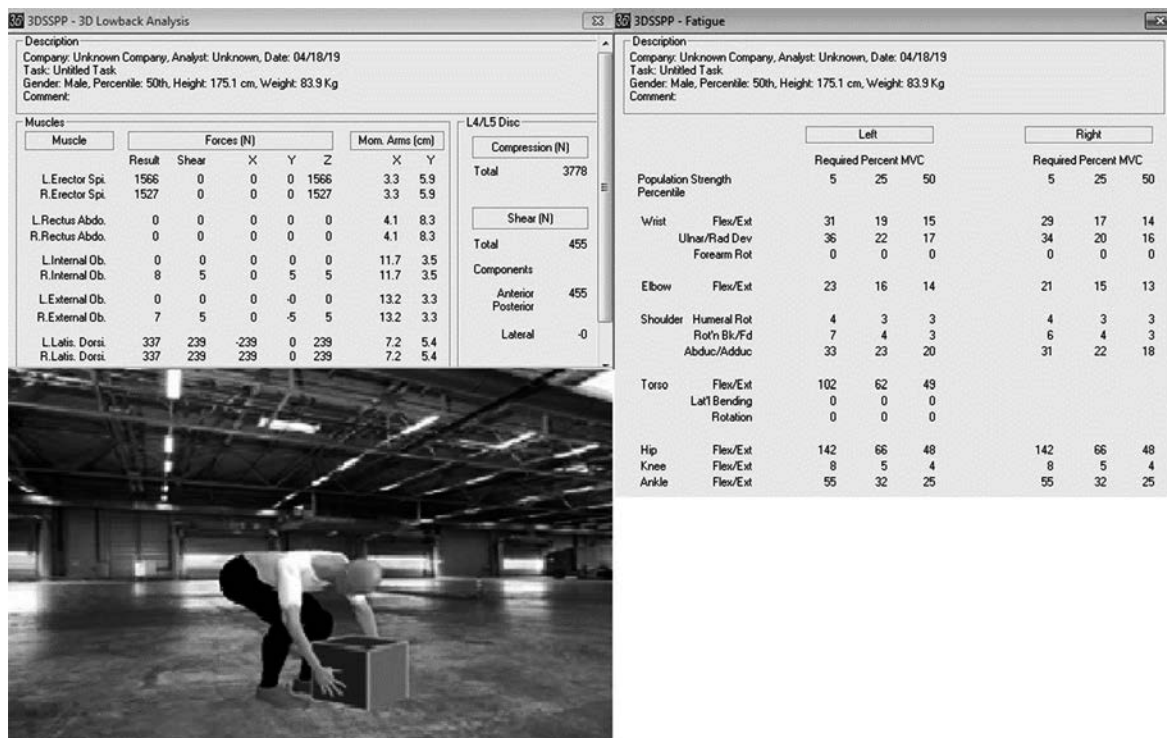 3DSSPP - 3D Lowback Analysis
Description
Company: Unknown Company, Analyst: Unknown, Date: 04/18/19
Task: Untitled Task
Gender: Male, Percentile: 50th, Height: 175.1 cm, Weight: 83.9 Kg
Comment:
Muscles
Muscle Forces (N) Mom. Arms (cm)
Result Shear X Y Z X Y
L.Erector Spi. 1566 0 0 0 1566 3.3 5.9
R.Erector Spi. 1527 0 0 0 1527 3.3 5.9
L.Rectus Abdo. 0 0 0 0 0 4.1 8.3
R.Rectus Abdo. 0 0 0 0 0 4.1 8.3
L.Internal Ob. 0 0 0 0 0 11.7 3.5
R.Internal Ob. 8 5 0 5 5 11.7 3.5
L.External Ob. 0 0 0 -0 0 13.2 3.3
R.External Ob. 7 5 0 -5 5 13.2 3.3
L.Latis. Dorsi. 337 239 -239 0 239 7.2 5.4
R.Latis. Dorsi. 337 239 239 0 239 7.2 5.4
L4/L5 Disc
Compression (N)
Total 3778
Shear (N)
Total 455
Components
Anterior 455
Posterior
Lateral -0
3DSSPP - Fatigue
Description
Company: Unknown Company, Analyst: Unknown, Date: 04/18/19
Task: Untitled Task
Gender: Male, Percentile: 50th, Height: 175.1 cm, Weight: 83.9 Kg
Comment:
Left Right
Required Percent MVC Required Percent MVC
Population Strength 5 25 50 5 25 50
Percentile
Wrist Flex/Ext 31 19 15 29 17 14
Ulnar/Rad Dev 36 22 17 34 20 16
Forearm Rot 0 0 0 0 0 0
Elbow Flex/Ext 23 16 14 21 15 13
Shoulder Humeral Rot 4 3 3 4 3 3
Rot'n Bk/Fd 7 4 3 6 4 3
Abduc/Adduc 33 23 20 31 22 18
Torso Flex/Ext 102 62 49
Lat'l Bending 0 0 0
Rotation 0 0 0
Hip Flex/Ext 142 66 48 142 66 48
Knee Flex/Ext 8 5 4 8 5 4
Ankle Flex/Ext 55 32 25 55 32 25